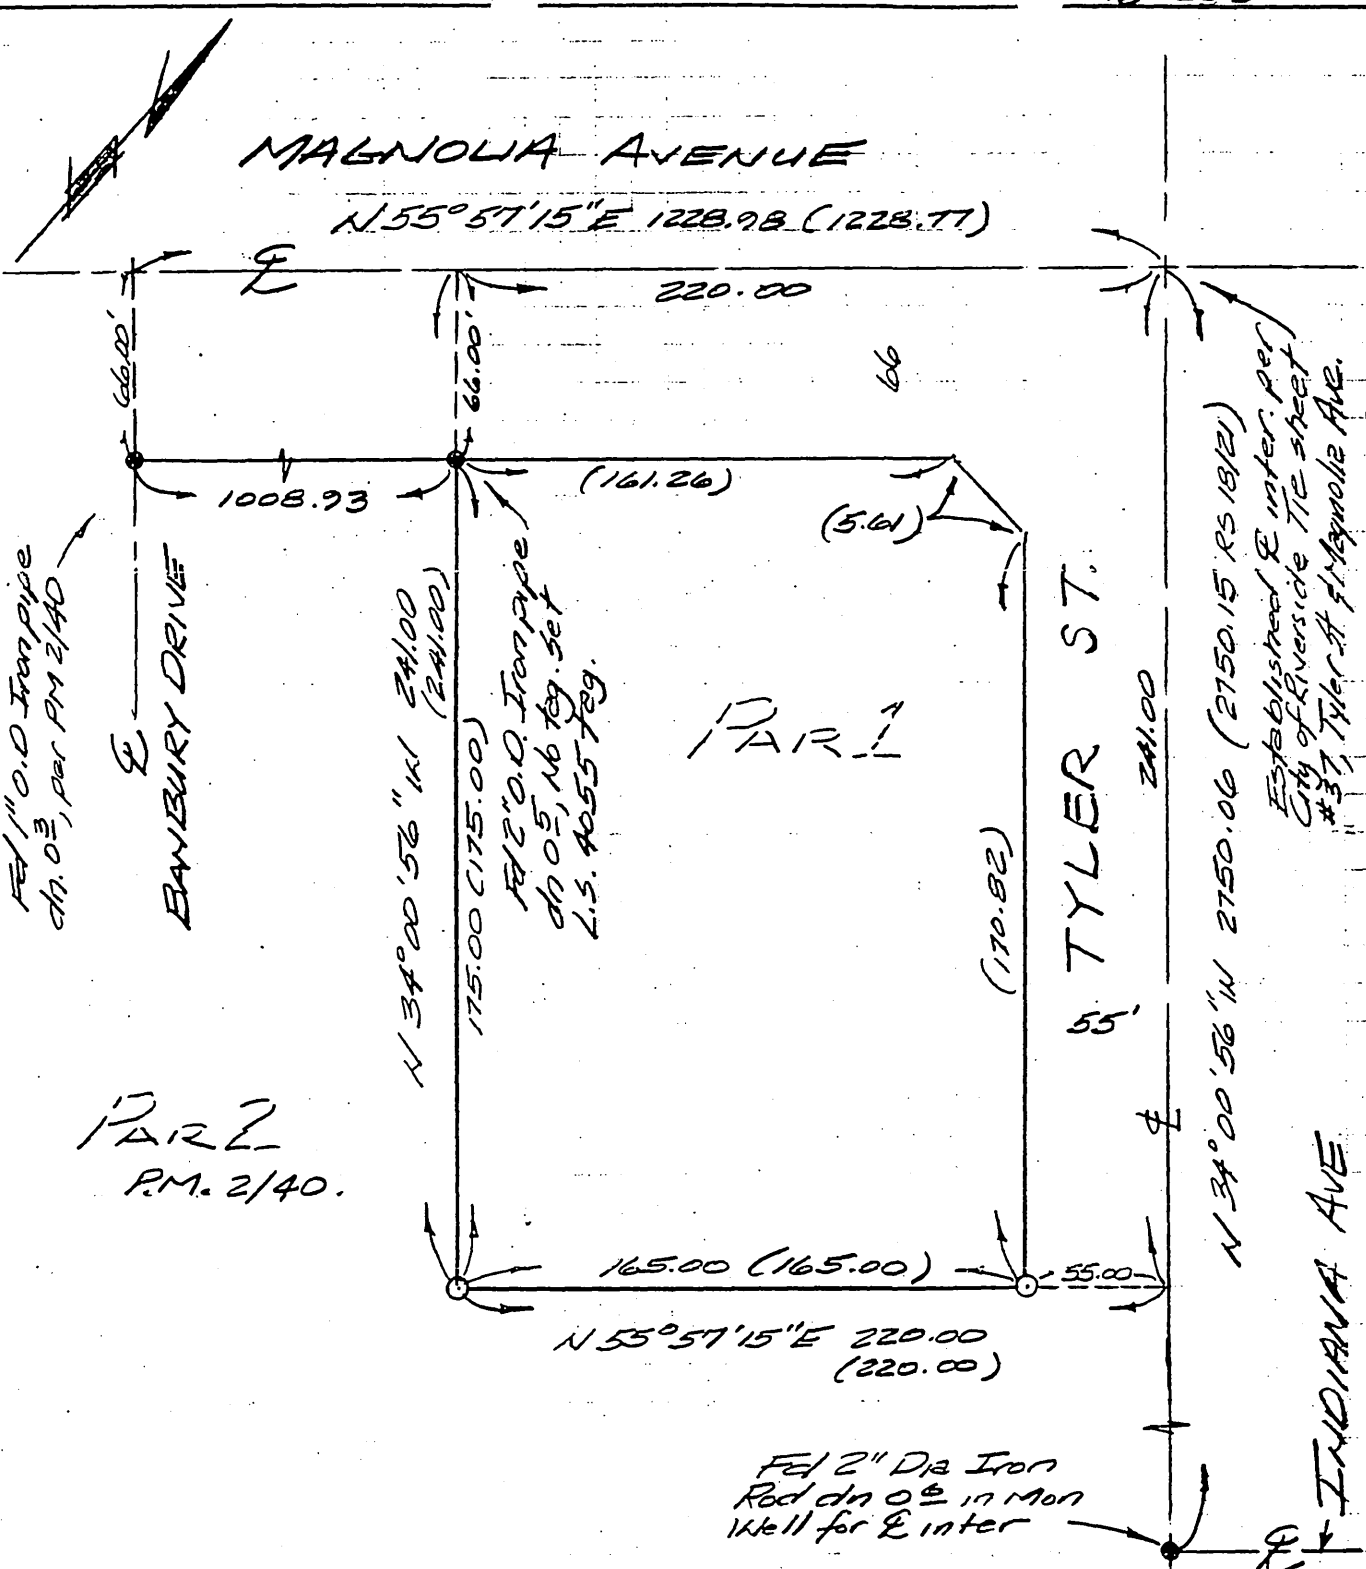 MAGNOLIA AVENUE
N 55° 57' 15" E 1228.98 (1228.77)
℄
220.00
66.00'
66.00'
66
1008.93
(161.26)
(5.61)
Fd 1" O.D Iron pipe
dn. 0.3, per PM 2/40
℄
BANBURY DRIVE
N 34° 00' 56" W 241.00
(241.00)
175.00 (175.00)
Fd 2" O.D. Iron pipe
dn 0.5, No tag. Set
L.S. 4055 tag.
PAR 1
(170.82)
TYLER ST.
55'
241.00
℄
N 34° 00' 56" W 2750.06 (2750.15 RS 18/21)
Established ℄ inter. per
City of Riverside Tie sheet
#37, Tyler St & Magnolia Ave.
PAR 2
P.M. 2/40.
165.00 (165.00)
55.00
N 55° 57' 15" E 220.00
(220.00)
Fd 2" Dia Iron
Rod dn 0.6 in Mon
Well for ℄ inter
INDIANA AVE
℄